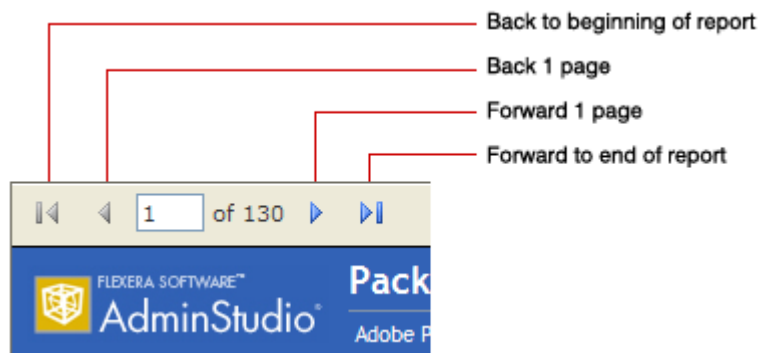 Back to beginning of report
Back 1 page
Forward 1 page
Forward to end of report
1 of 130
FLEXERA SOFTWARE™
AdminStudio®
Pack
Adobe P